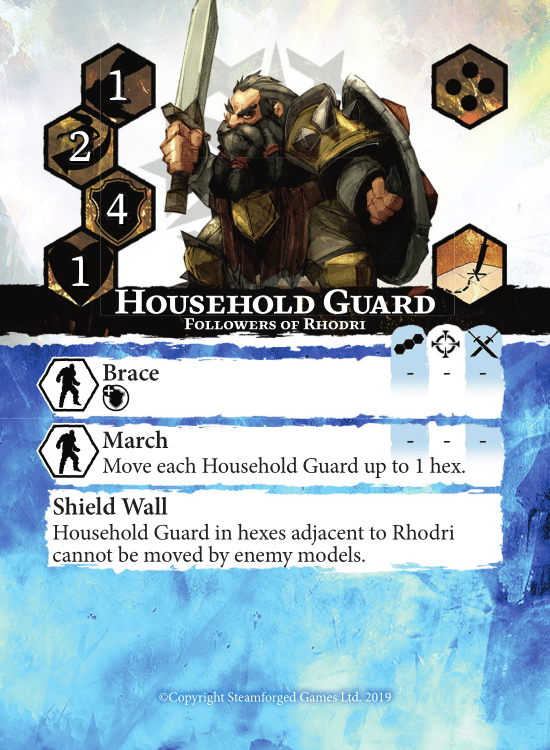 1
2
4
1
Household Guard
Followers of Rhodri
Brace
- - -
March
- - -
Move each Household Guard up to 1 hex.
Shield Wall
Household Guard in hexes adjacent to Rhodri
cannot be moved by enemy models.
©Copyright Steamforged Games Ltd. 2019